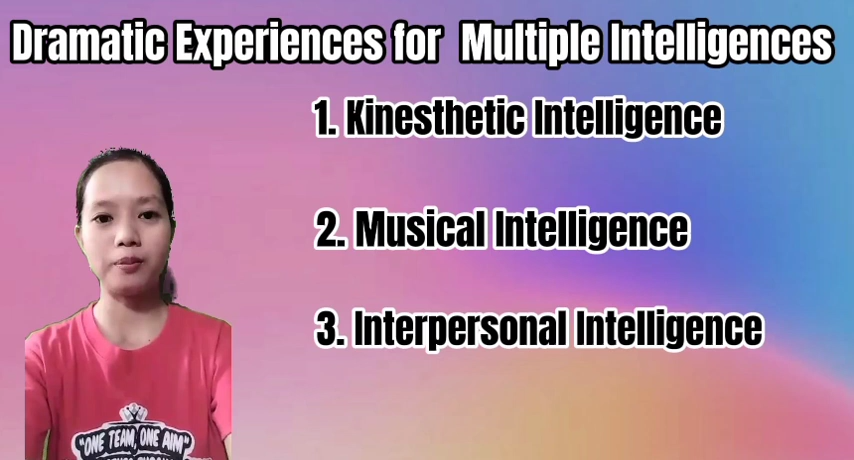 Dramatic Experiences for Multiple Intelligences
1. Kinesthetic Intelligence
2. Musical Intelligence
3. Interpersonal Intelligence
"ONE TEAM, ONE AIM"